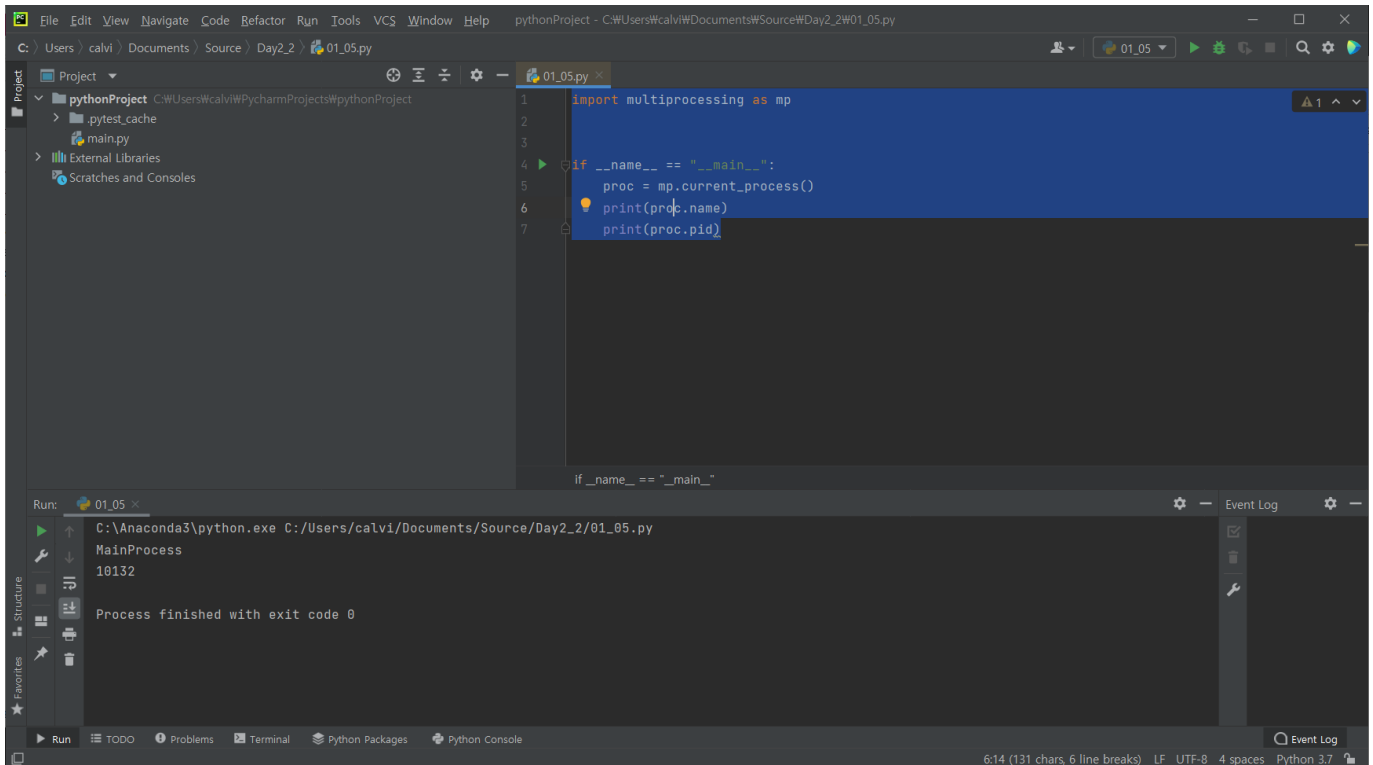 PC File Edit View Navigate Code Refactor Run Tools VCS Window Help pythonProject - C:₩Users₩calvi₩Documents₩Source₩Day2_2₩01_05.py
C: Users calvi Documents Source Day2_2 01_05.py 01_05
Project
Project
pythonProject C:₩Users₩calvi₩PycharmProjects₩pythonProject
.pytest_cache
main.py
External Libraries
Scratches and Consoles
01_05.py
1 import multiprocessing as mp
1
2
3
4 if __name__ == "__main__":
5 proc = mp.current_process()
6 print(proc.name)
7 print(proc.pid)
if __name__ == "__main__"
Run: 01_05
Event Log
C:\Anaconda3\python.exe C:/Users/calvi/Documents/Source/Day2_2/01_05.py
MainProcess
10132
Process finished with exit code 0
Structure
Favorites
Run TODO Problems Terminal Python Packages Python Console Event Log
6:14 (131 chars, 6 line breaks) LF UTF-8 4 spaces Python 3.7